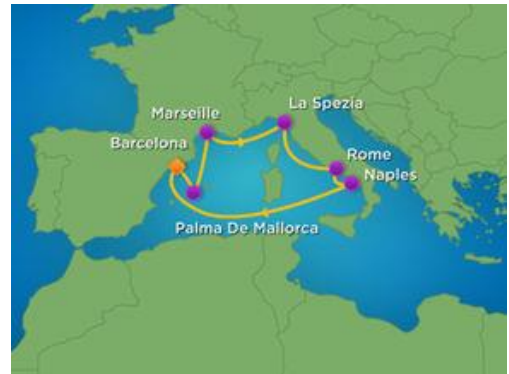 La Spezia
Marseille
Barcelona
Rome
Naples
Palma De Mallorca